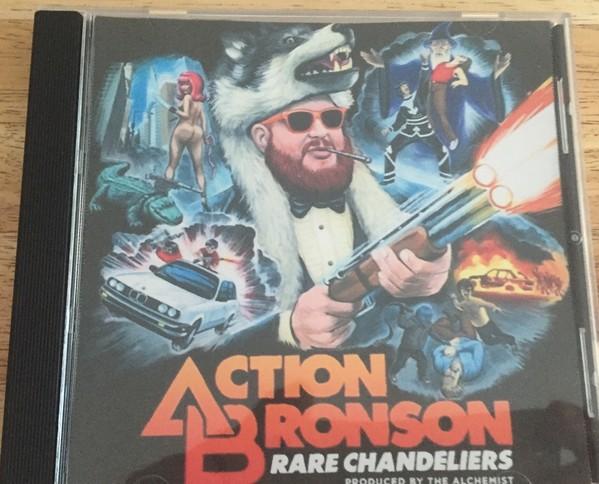 ACTION
BRONSON
RARE CHANDELIERS
PRODUCED BY THE ALCHEMIST